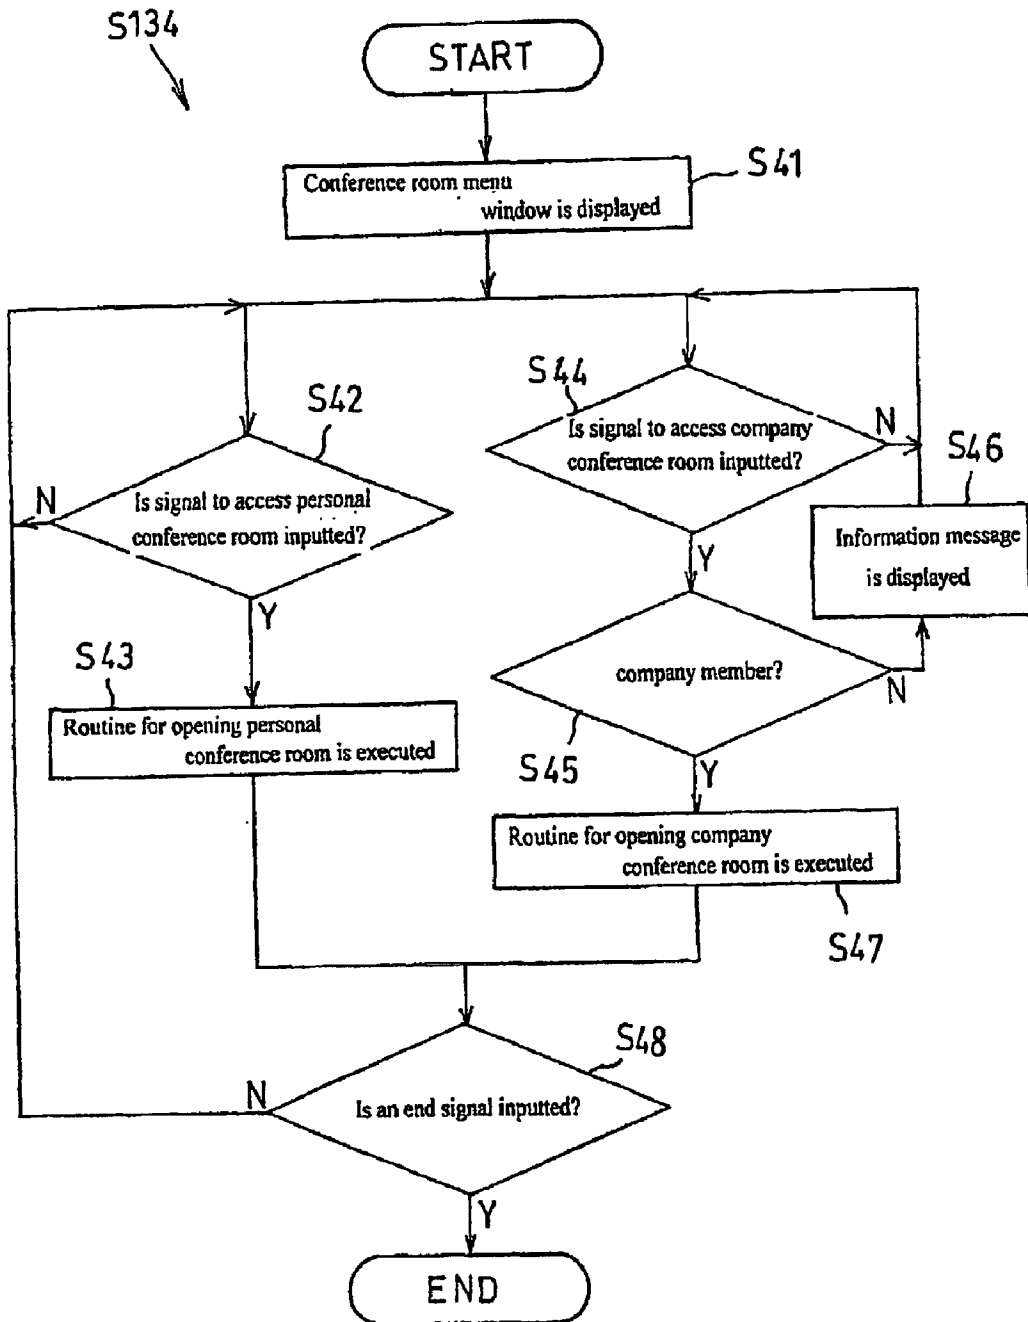 S134
START
S41
Conference room menu
window is displayed
S44
S42
N
S46
Is signal to access company
conference room inputted?
N
Is signal to access personal
conference room inputted?
Information message
is displayed
Y
Y
S43
company member?
N
Routine for opening personal
conference room is executed
S45
Y
Routine for opening company
conference room is executed
S47
S48
N
Is an end signal inputted?
Y
END